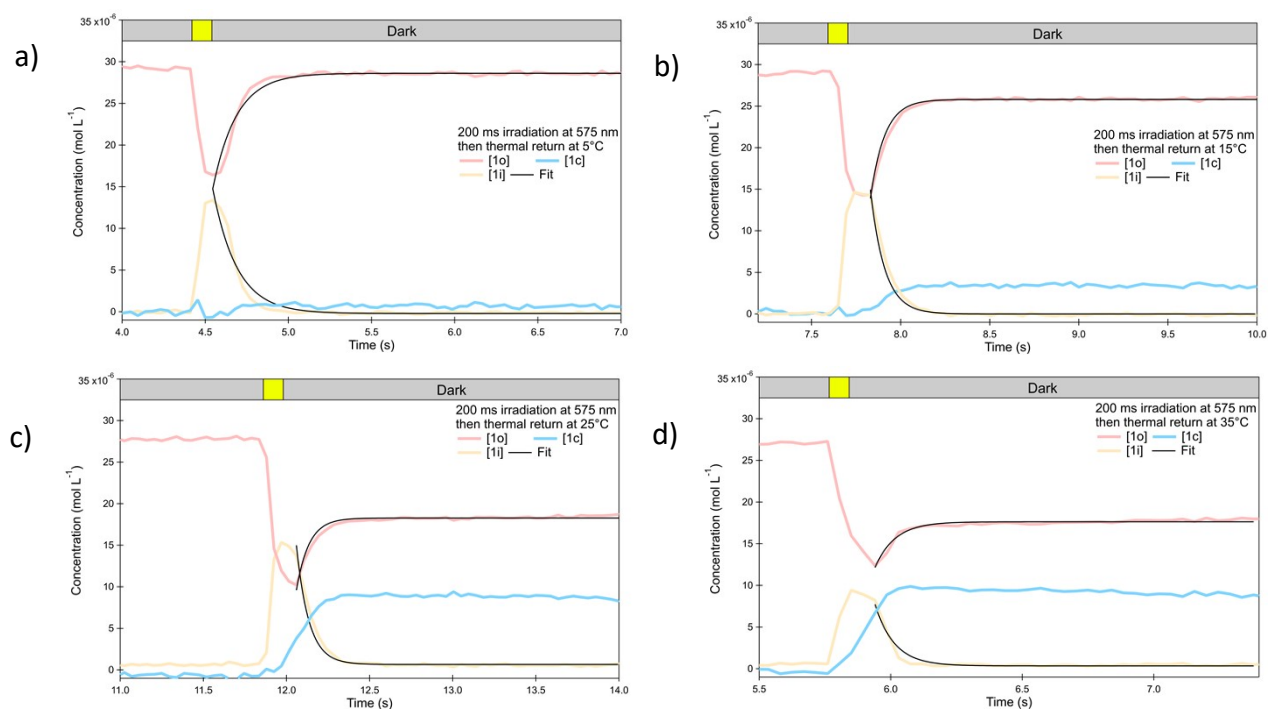 a)
35 x10⁻⁶
Dark
30
25
20
15
10
5
0
Concentration (mol L⁻¹)
200 ms irradiation at 575 nm
then thermal return at 5°C
[1o] [1c]
[1i] Fit
4.0 4.5 5.0 5.5 6.0 6.5 7.0
Time (s)
b)
35 x10⁻⁶
Dark
30
25
20
15
10
5
0
Concentration (mol L⁻¹)
200 ms irradiation at 575 nm
then thermal return at 15°C
[1o] [1c]
[1i] Fit
7.5 8.0 8.5 9.0 9.5 10.0
Time (s)
c)
35 x10⁻⁶
Dark
30
25
20
15
10
5
0
Concentration (mol L⁻¹)
200 ms irradiation at 575 nm
then thermal return at 25°C
[1o] [1c]
[1i] Fit
11.0 11.5 12.0 12.5 13.0 13.5 14.0
Time (s)
d)
35 x10⁻⁶
Dark
30
25
20
15
10
5
0
Concentration (mol L⁻¹)
200 ms irradiation at 575 nm
then thermal return at 35°C
[1o] [1c]
[1i] Fit
5.5 6.0 6.5 7.0
Time (s)